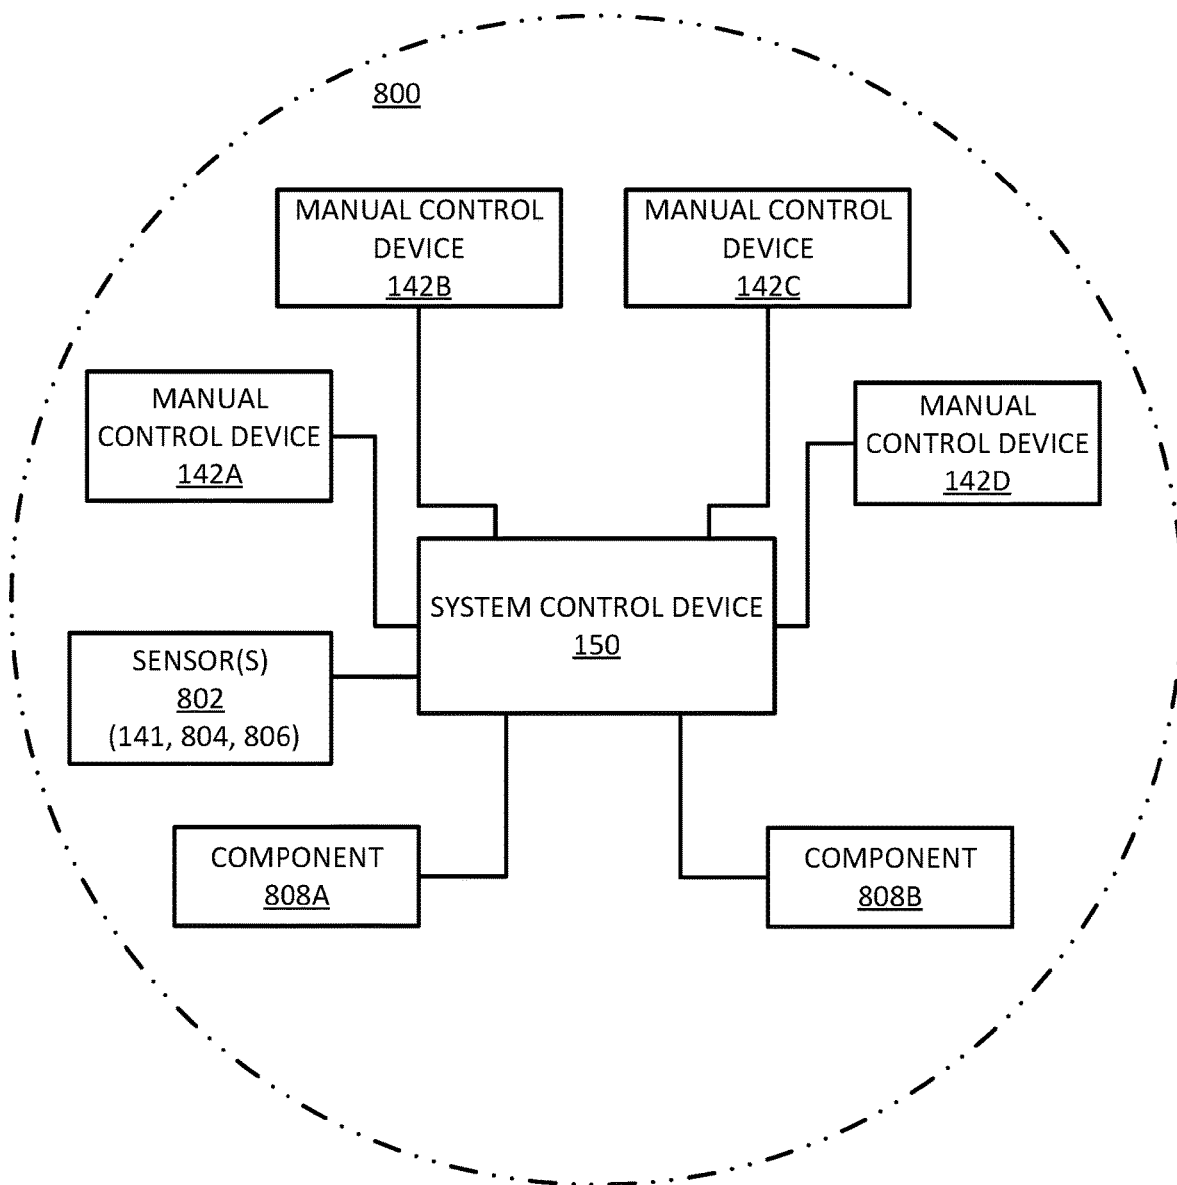 800
MANUAL CONTROL
DEVICE
142B
MANUAL CONTROL
DEVICE
142C
MANUAL
CONTROL DEVICE
142A
MANUAL
CONTROL DEVICE
142D
SYSTEM CONTROL DEVICE
150
SENSOR(S)
802
(141, 804, 806)
COMPONENT
808A
COMPONENT
808B